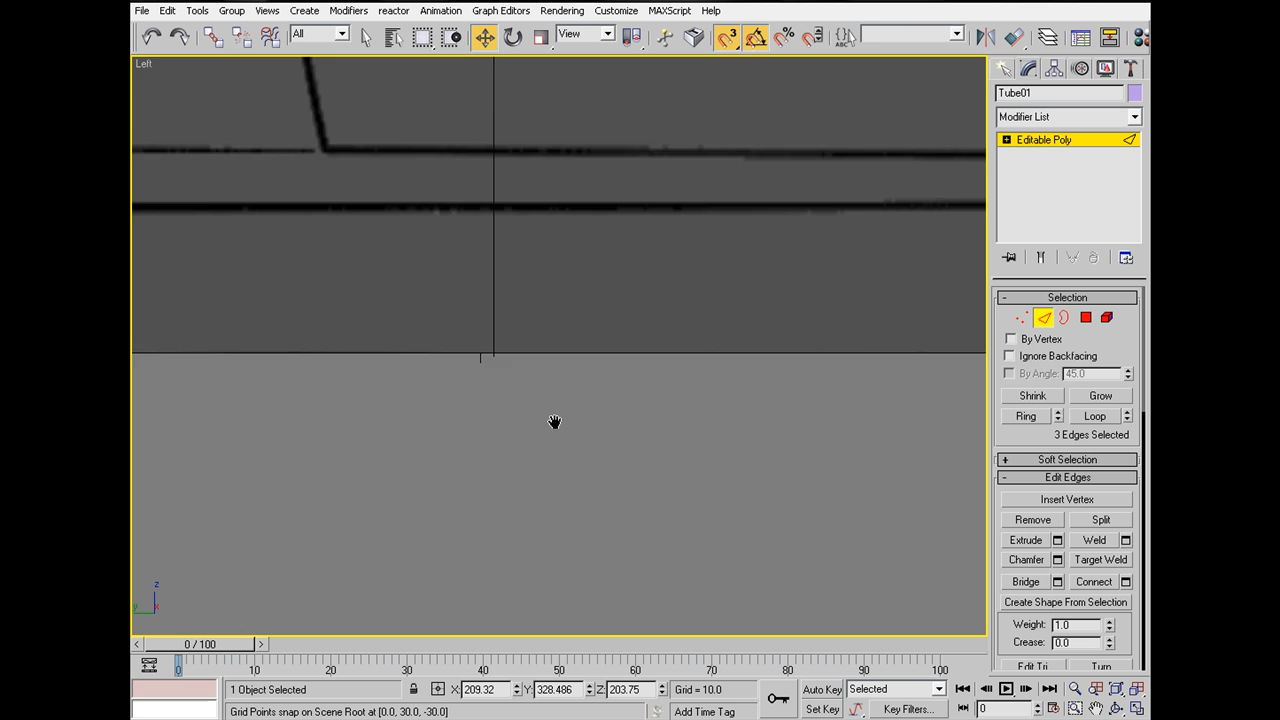 File Edit Tools Group Views Create Modifiers reactor Animation Graph Editors Rendering Customize MAXScript Help
All View 3 % ABC
Left
Tube01
Modifier List
Editable Poly
- Selection
By Vertex
Ignore Backfacing
By Angle: 45.0
Shrink Grow
Ring Loop
3 Edges Selected
+ Soft Selection
- Edit Edges
Insert Vertex
Remove Split
Extrude Weld
Chamfer Target Weld
Bridge Connect
Create Shape From Selection
Weight: 1.0
Crease: 0.0
Edit Tri. Turn
z
y x
< 0 / 100 >
0 10 20 30 40 50 60 70 80 90 100
1 Object Selected X: 209.32 Y: 328.486 Z: 203.75 Grid = 10.0 Auto Key Selected
Grid Points snap on Scene Root at [0.0, 30.0, -30.0] Add Time Tag Set Key Key Filters... 0